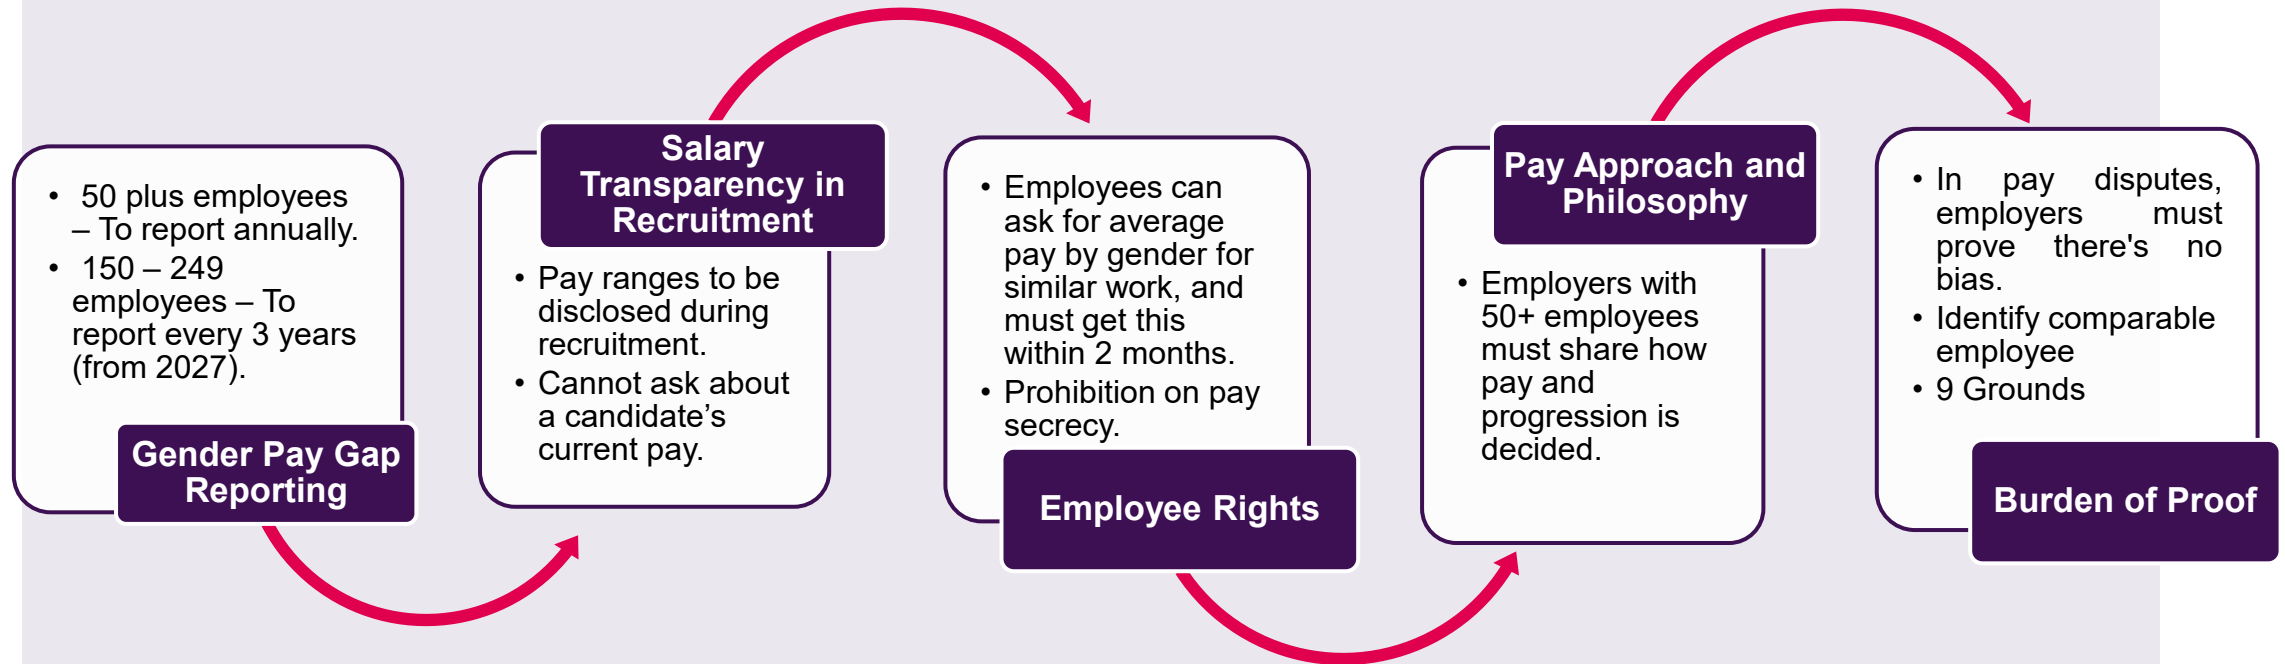 • 50 plus employees
– To report annually.
• 150 – 249
employees – To
report every 3 years
(from 2027).
Gender Pay Gap
Reporting
Salary
Transparency in
Recruitment
• Pay ranges to be
disclosed during
recruitment.
• Cannot ask about
a candidate’s
current pay.
• Employees can
ask for average
pay by gender for
similar work, and
must get this
within 2 months.
• Prohibition on pay
secrecy.
Employee Rights
Pay Approach and
Philosophy
• Employers with
50+ employees
must share how
pay and
progression is
decided.
• In pay disputes,
employers must
prove there's no
bias.
• Identify comparable
employee
• 9 Grounds
Burden of Proof